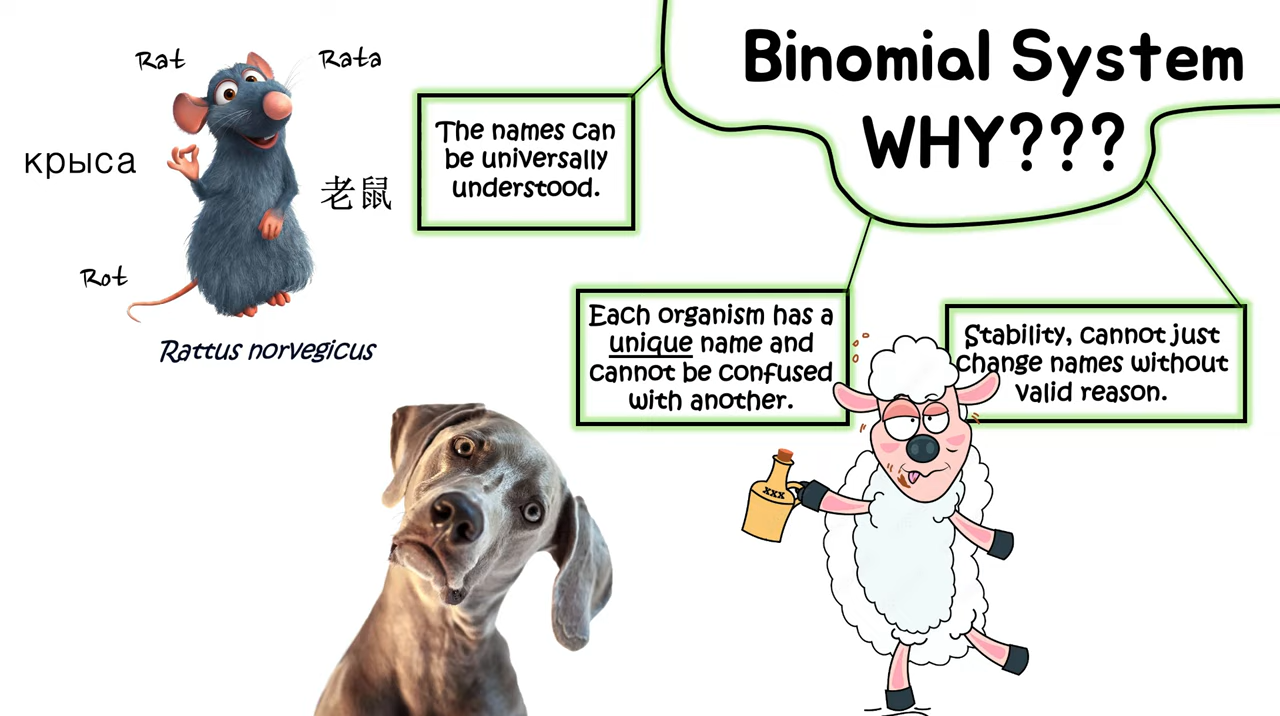 Binomial System
WHY???
Rat
Rata
крыса
老鼠
Rot
Rattus norvegicus
The names can
be universally
understood.
Each organism has a
unique name and
cannot be confused
with another.
Stability, cannot just
change names without
valid reason.
XXX